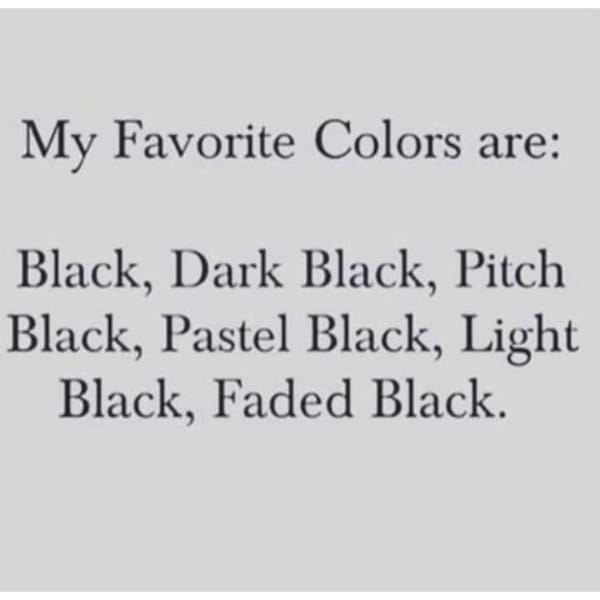 My Favorite Colors are:
Black, Dark Black, Pitch
Black, Pastel Black, Light
Black, Faded Black.